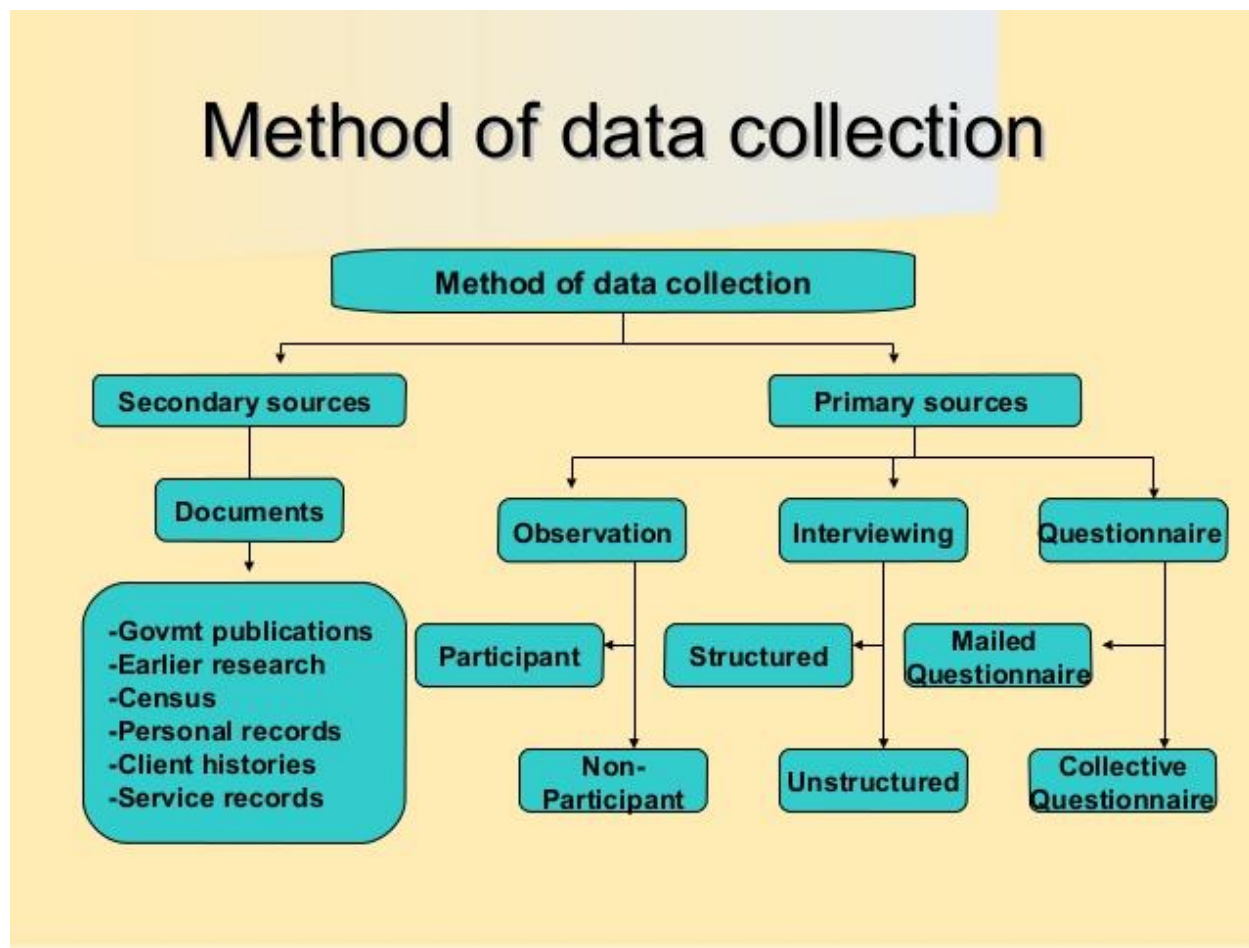 Method of data collection
Method of data collection
Secondary sources
Primary sources
Documents
Observation
Interviewing
Questionnaire
-Govmt publications
-Earlier research
-Census
-Personal records
-Client histories
-Service records
Participant
Structured
Mailed
Questionnaire
Non-
Participant
Unstructured
Collective
Questionnaire